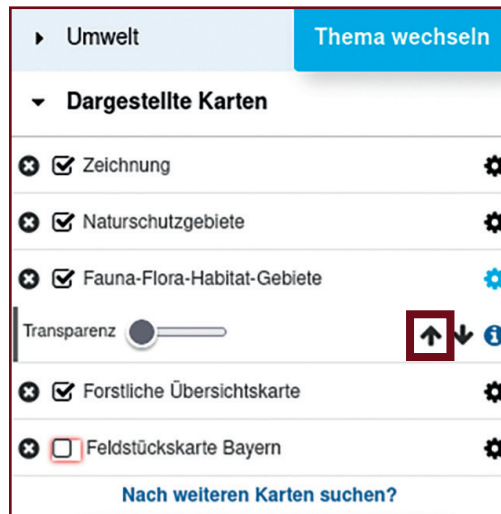 Umwelt
Thema wechseln
Dargestellte Karten
Zeichnung
Naturschutzgebiete
Fauna-Flora-Habitat-Gebiete
Transparenz
Forstliche Übersichtskarte
Feldstückskarte Bayern
Nach weiteren Karten suchen?